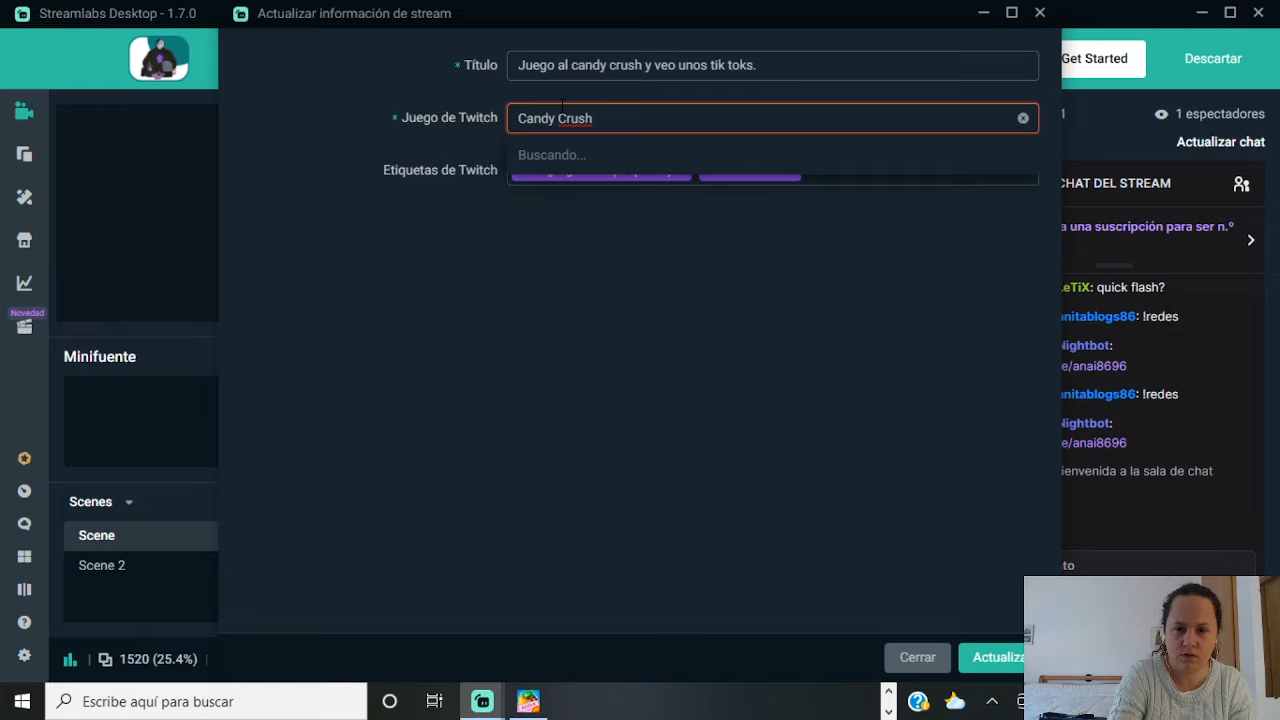 Streamlabs Desktop - 1.7.0
Actualizar información de stream
Get Started
Descartar
* Título
Juego al candy crush y veo unos tik toks.
* Juego de Twitch
Candy Crush
Buscando...
Etiquetas de Twitch
1 espectadores
Actualizar chat
CHAT DEL STREAM
a una suscripción para ser n.º
eTiX: quick flash?
nitablogs86: !redes
Nightbot:
e/anai8696
nitablogs86: !redes
Nightbot:
e/anai8696
ienvenida a la sala de chat
Novedad
Minifuente
Scenes
Scene
Scene 2
1520 (25.4%)
Cerrar
Actualiza
Escribe aquí para buscar